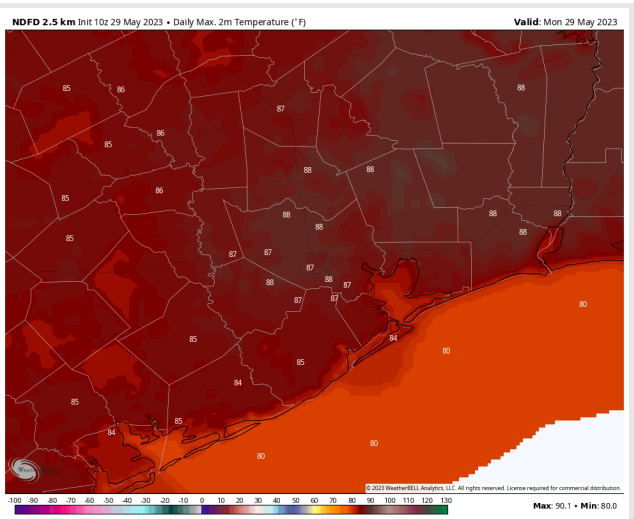 NDFD 2.5 km Init 10z 29 May 2023 • Daily Max. 2m Temperature (°F)
Valid: Mon 29 May 2023
85 86 88
87
86
85
88 88
86
85
88 88 88
88 88
85
87 87
87
88 88 87
87 87
80
85 84
80
85
84
85
85
84
80
80
© 2023 WeatherBELL Analytics, LLC. All rights reserved. License required for commercial distribution.
-100 -90 -80 -70 -60 -50 -40 -30 -20 -10 0 10 20 30 40 50 60 70 80 90 100 110 120 130
Max: 90.1 • Min: 80.0